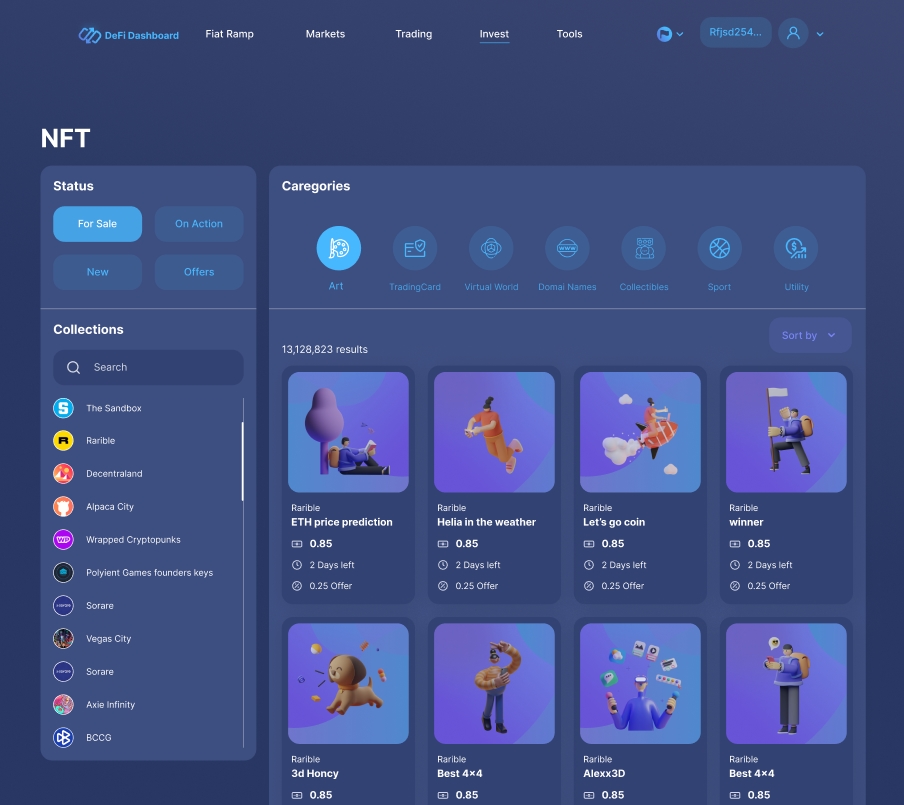 DeFi Dashboard
Fiat Ramp
Markets
Trading
Invest
Tools
Rfjsd254...
NFT
Status
For Sale
On Action
New
Offers
Collections
Search
The Sandbox
Rarible
Decentraland
Alpaca City
WP
Wrapped Cryptopunks
Polyient Games founders keys
Sorare
Vegas City
Sorare
Axie Infinity
BCCG
Caregories
Art
TradingCard
Virtual World
WWW
Domai Names
Collectibles
Sport
Utility
13,128,823 results
Sort by
Rarible
ETH price prediction
0.85
2 Days left
0.25 Offer
Rarible
Helia in the weather
0.85
2 Days left
0.25 Offer
Rarible
Let's go coin
0.85
2 Days left
0.25 Offer
Rarible
winner
0.85
2 Days left
0.25 Offer
Rarible
3d Honcy
0.85
Rarible
Best 4x4
0.85
Rarible
Alexx3D
0.85
Rarible
Best 4x4
0.85